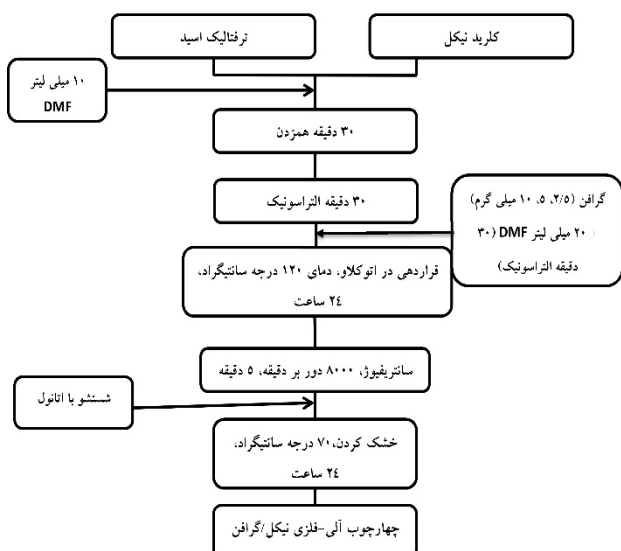 کلرید نیکل
ترفتالیک اسید
۱۰ میلی لیتر
DMF
۳۰ دقیقه همزدن
۳۰ دقیقه التراسونیک
گرافن (۲/۵، ۵، ۱۰ میلی گرم)
۲۰ میلی لیتر DMF (۳۰
دقیقه التراسونیک)
قراردهی در اتوکلاو، دمای ۱۲۰ درجه سانتیگراد،
۲۴ ساعت
سانتریفیوژ، ۸۰۰۰ دور بر دقیقه، ۵ دقیقه
شستشو با اتانول
خشک کردن، ۷۰ درجه سانتیگراد،
۲۴ ساعت
چهارچوب آلی-فلزی نیکل/گرافن